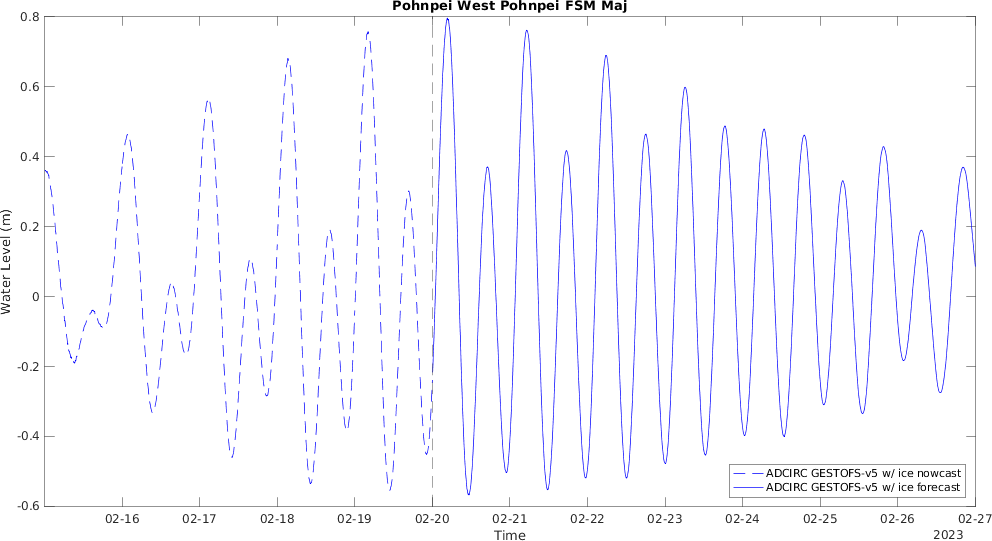 Pohnpei West Pohnpei FSM Maj
Water Level (m)
0.8
0.6
0.4
0.2
0
-0.2
-0.4
-0.6
ADCIRC GESTOFS-v5 w/ ice nowcast
ADCIRC GESTOFS-v5 w/ ice forecast
02-16 02-17 02-18 02-19 02-20 02-21 02-22 02-23 02-24 02-25 02-26 02-27
Time
2023